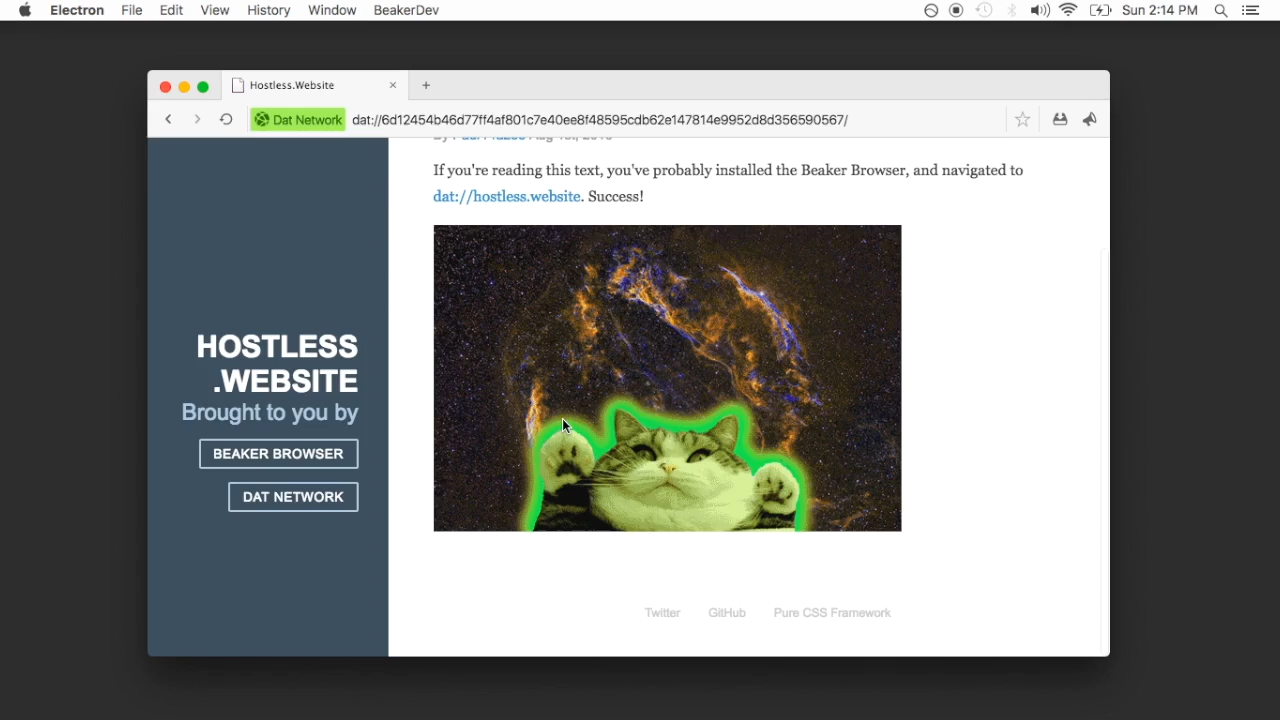 Electron File Edit View History Window BeakerDev Sun 2:14 PM
Hostless.Website
Dat Network dat://6d12454b46d77ff4af801c7e40ee8f48595cdb62e147814e9952d8d356590567/
If you're reading this text, you've probably installed the Beaker Browser, and navigated to
dat://hostless.website. Success!
HOSTLESS
.WEBSITE
Brought to you by
BEAKER BROWSER
DAT NETWORK
Twitter GitHub Pure CSS Framework